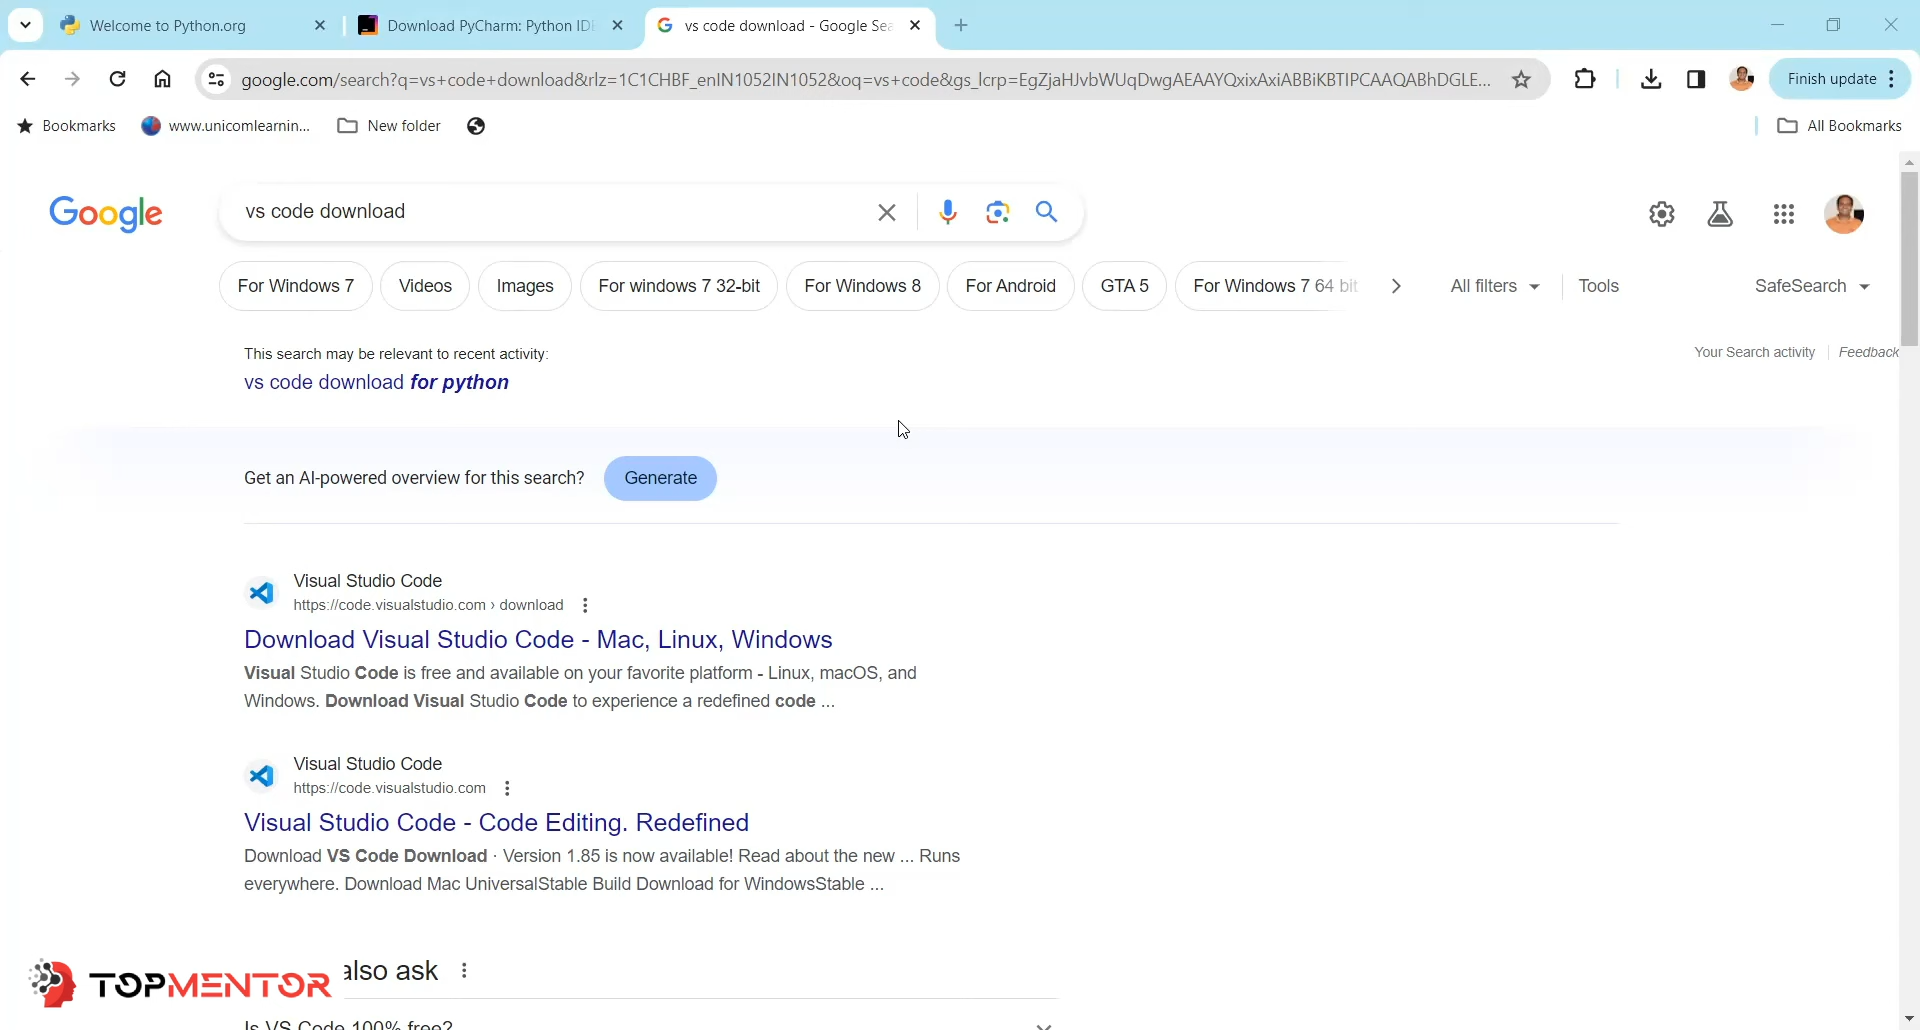 Welcome to Python.org
Download PyCharm: Python IDE
vs code download - Google Sea
google.com/search?q=vs+code+download&rlz=1C1CHBF_enIN1052IN1052&oq=vs+code&gs_lcrp=EgZjaHJvbWUqDwgAEAAYQxixAxiABBiKBTIPCAAQABhDGLE...
Finish update
Bookmarks
www.unicomlearnin...
New folder
All Bookmarks
Google
vs code download
For Windows 7
Videos
Images
For windows 7 32-bit
For Windows 8
For Android
GTA 5
For Windows 7 64 bit
All filters
Tools
SafeSearch
This search may be relevant to recent activity:
Your Search activity
Feedback
vs code download for python
Get an AI-powered overview for this search?
Generate
Visual Studio Code
https://code.visualstudio.com › download
Download Visual Studio Code - Mac, Linux, Windows
Visual Studio Code is free and available on your favorite platform - Linux, macOS, and
Windows. Download Visual Studio Code to experience a redefined code ...
Visual Studio Code
https://code.visualstudio.com
Visual Studio Code - Code Editing. Redefined
Download VS Code Download · Version 1.85 is now available! Read about the new ... Runs
everywhere. Download Mac UniversalStable Build Download for WindowsStable ...
also ask
TOPMENTOR
Is VS Code 100% free?